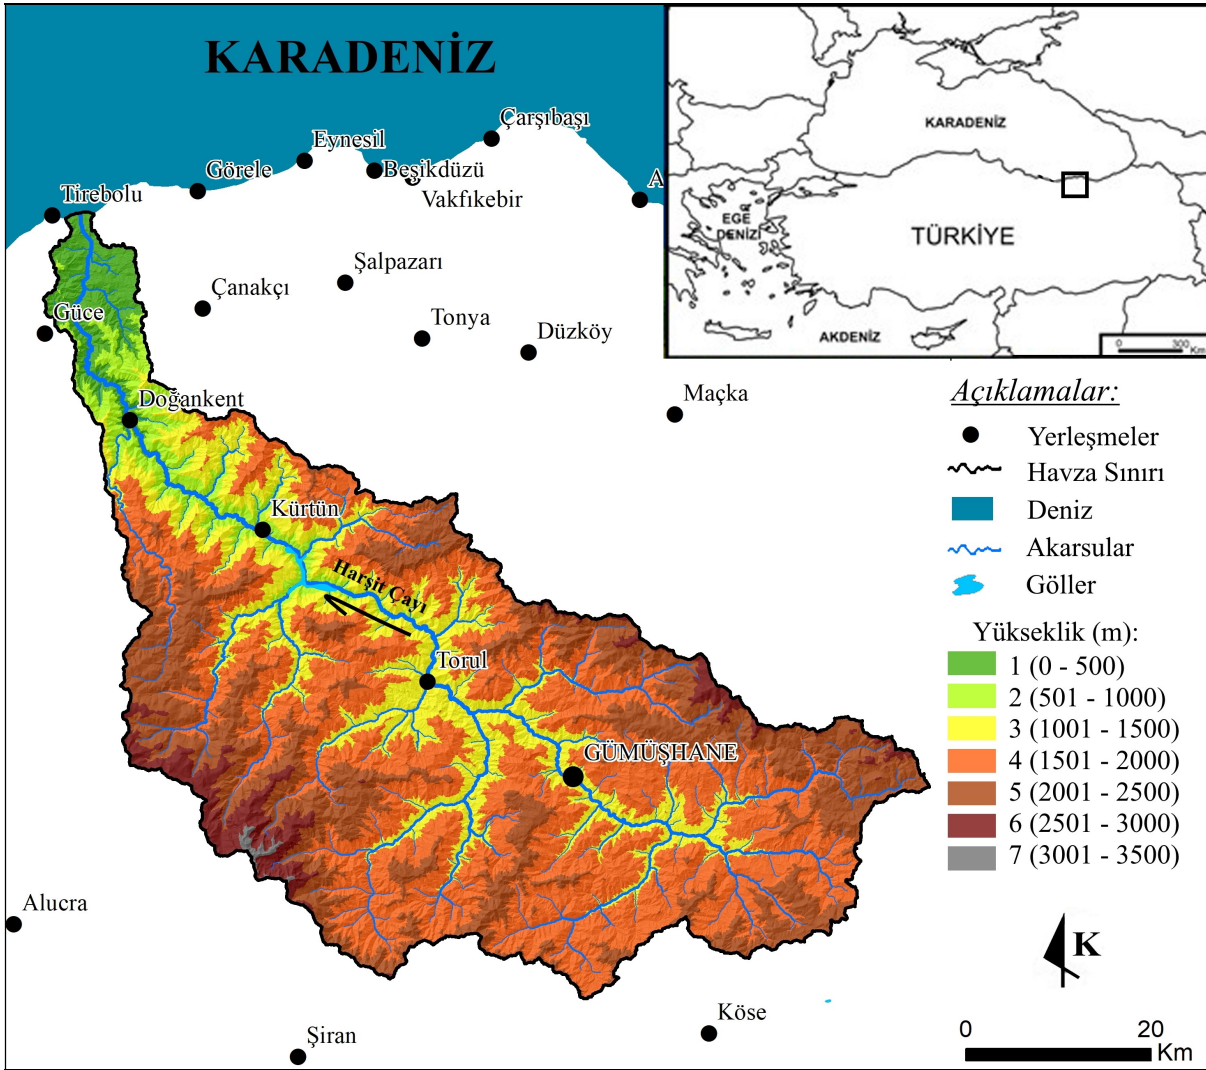 KARADENİZ
Çarşıbaşı
Eynesil
Beşikdüzü
Görele
Vakfıkebir
A
Tirebolu
Şalpazarı
Çanakçı
Güce
Tonya
Düzköy
Maçka
Doğankent
Kürtün
Harşit Çayı
Torul
GÜMÜŞHANE
Alucra
Şiran
Köse
KARADENİZ
EGE
DENİZİ
TÜRKİYE
AKDENİZ
0 300
Km
Açıklamalar:
Yerleşmeler
Havza Sınırı
Deniz
Akarsular
Göller
Yükseklik (m):
1 (0 - 500)
2 (501 - 1000)
3 (1001 - 1500)
4 (1501 - 2000)
5 (2001 - 2500)
6 (2501 - 3000)
7 (3001 - 3500)
K
0 20
Km